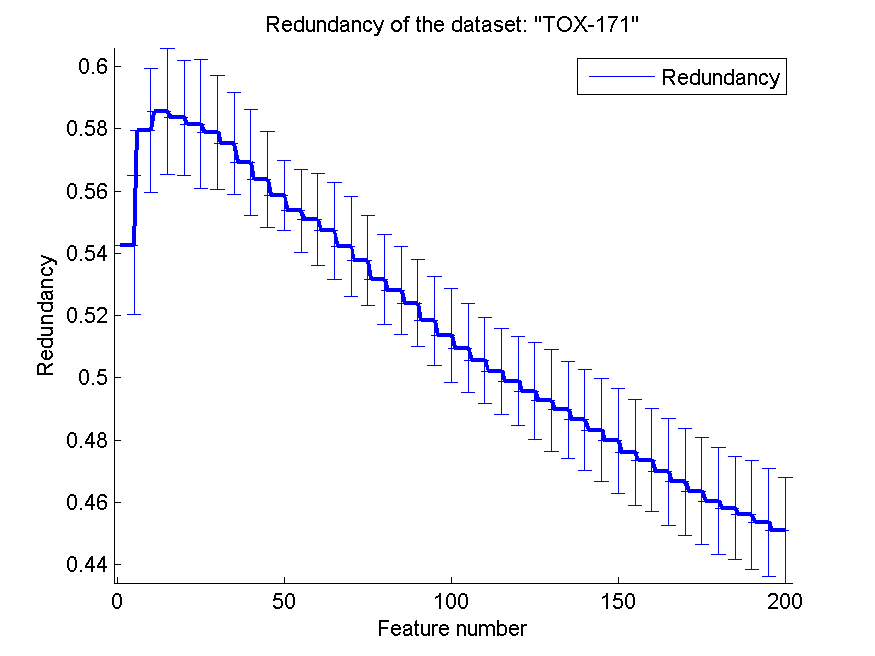 Redundancy of the dataset: "TOX-171"
Redundancy
0.6
0.58
0.56
0.54
0.52
0.5
0.48
0.46
0.44
Redundancy
0 50 100 150 200
Feature number